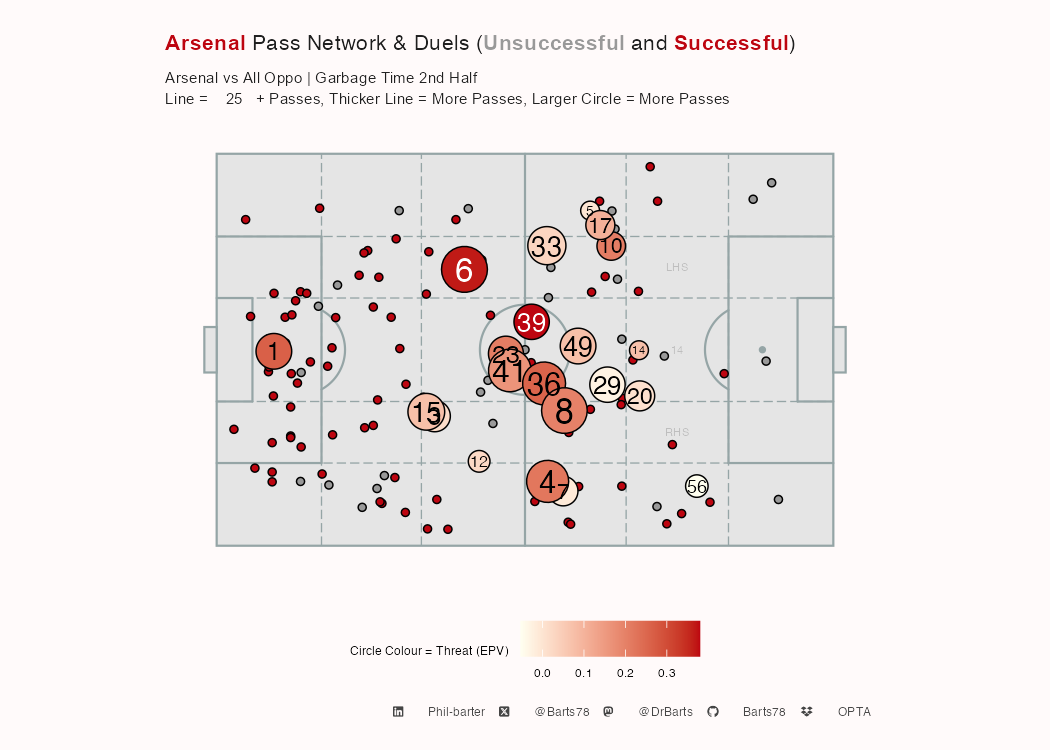 Arsenal Pass Network & Duels (Unsuccessful and Successful)
Arsenal vs All Oppo | Garbage Time 2nd Half
Line = 25 + Passes, Thicker Line = More Passes, Larger Circle = More Passes
5
17
10
33
6
LHS
39
1
23
41
49
14
14
36
29
20
8
15
3
RHS
12
4
7
56
Circle Colour = Threat (EPV)
0.0 0.1 0.2 0.3
Phil-barter @Barts78 @DrBarts Barts78 OPTA